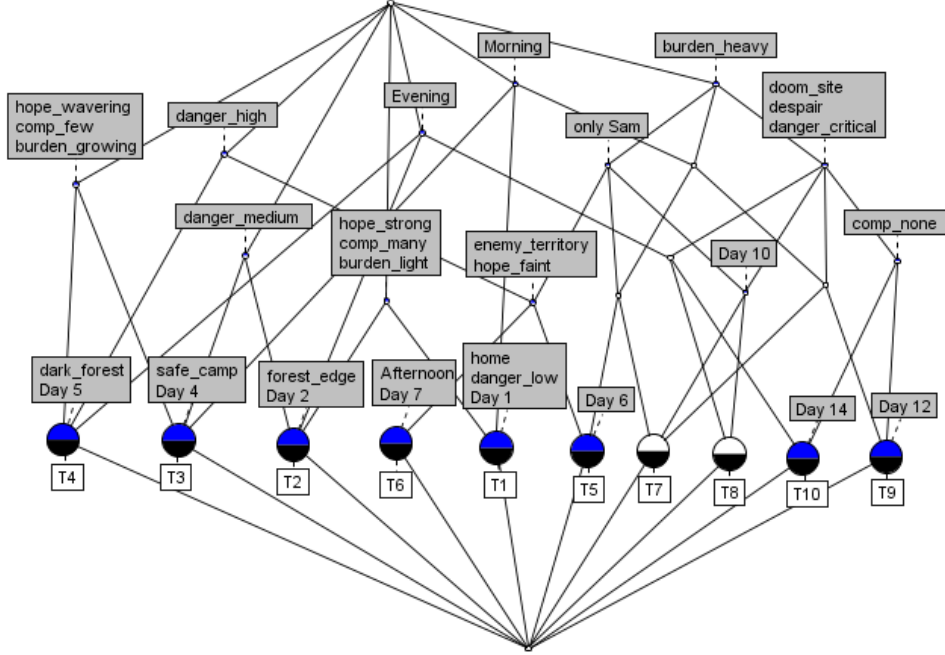 Morning
burden_heavy
hope_wavering
comp_few
burden_growing
danger_high
Evening
only Sam
doom_site
despair
danger_critical
danger_medium
hope_strong
comp_many
burden_light
enemy_territory
hope_faint
Day 10
comp_none
dark_forest
Day 5
safe_camp
Day 4
forest_edge
Day 2
Afternoon
Day 7
home
danger_low
Day 1
Day 6
Day 14
Day 12
T4
T3
T2
T6
T1
T5
T7
T8
T10
T9